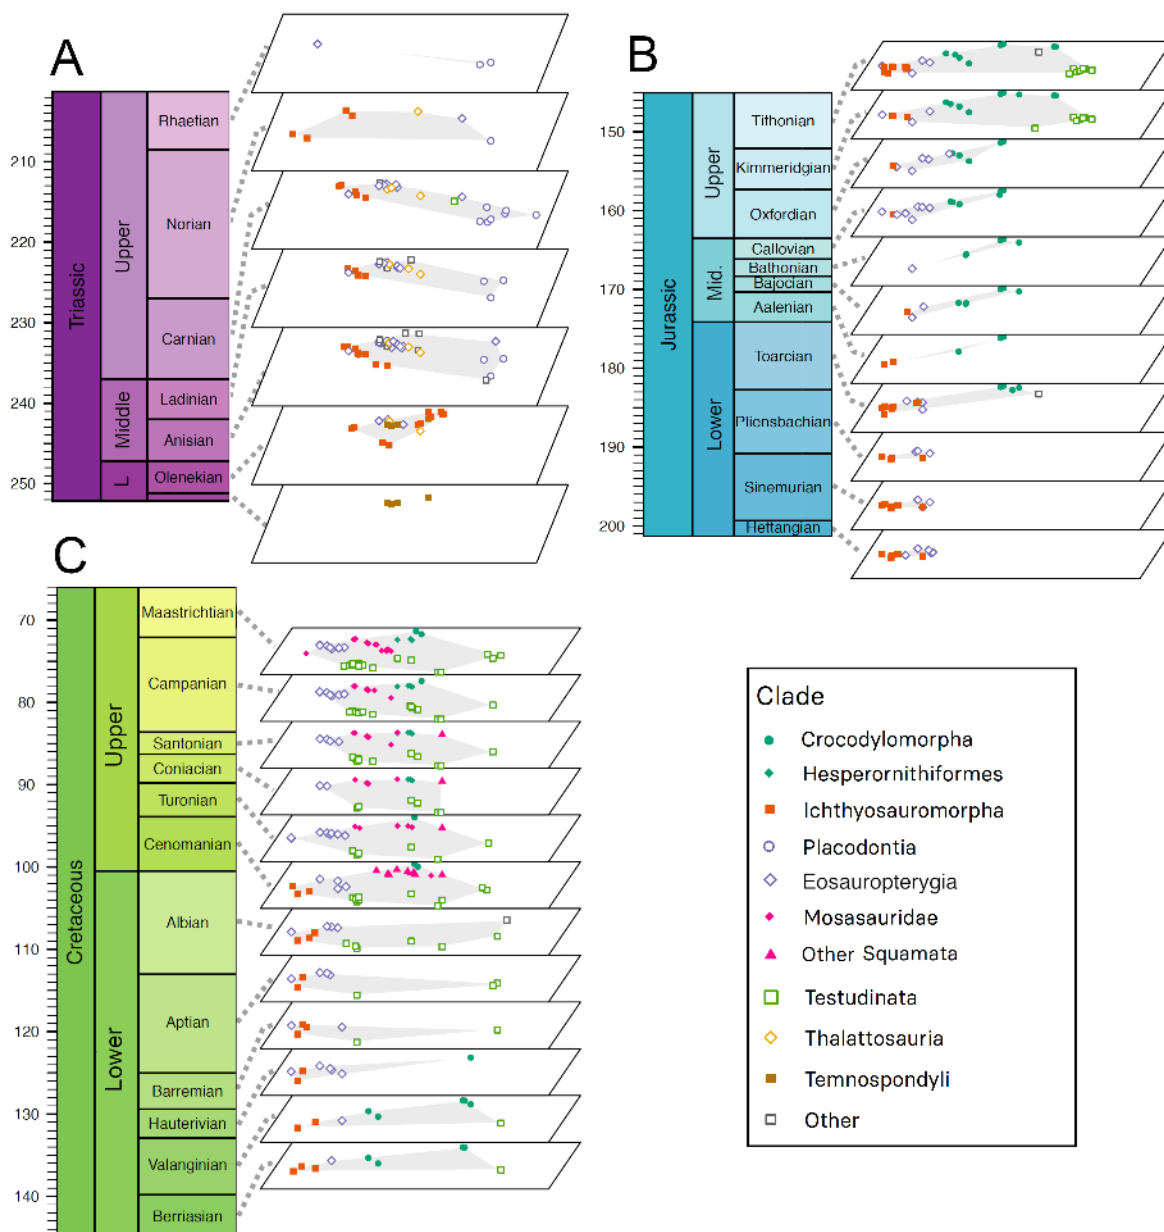 A
Triassic
Upper
Middle
L
Rhaetian
Norian
Carnian
Ladinian
Anisian
Olenekian
210
220
230
240
250
B
Jurassic
Upper
Mid.
Lower
Tithonian
Kimmeridgian
Oxfordian
Callovian
Bathonian
Bajocian
Aalenian
Toarcian
Pliensbachian
Sinemurian
Hettangian
150
160
170
180
190
200
C
Cretaceous
Upper
Lower
Maastrichtian
Campanian
Santonian
Coniacian
Turonian
Cenomanian
Albian
Aptian
Barremian
Hauterivian
Valanginian
Berriasian
70
80
90
100
110
120
130
140
Clade
Crocodylomorpha
Hesperornithiformes
Ichthyosauromorpha
Placodontia
Eosauropterygia
Mosasauridae
Other Squamata
Testudinata
Thalattosauria
Temnospondyli
Other